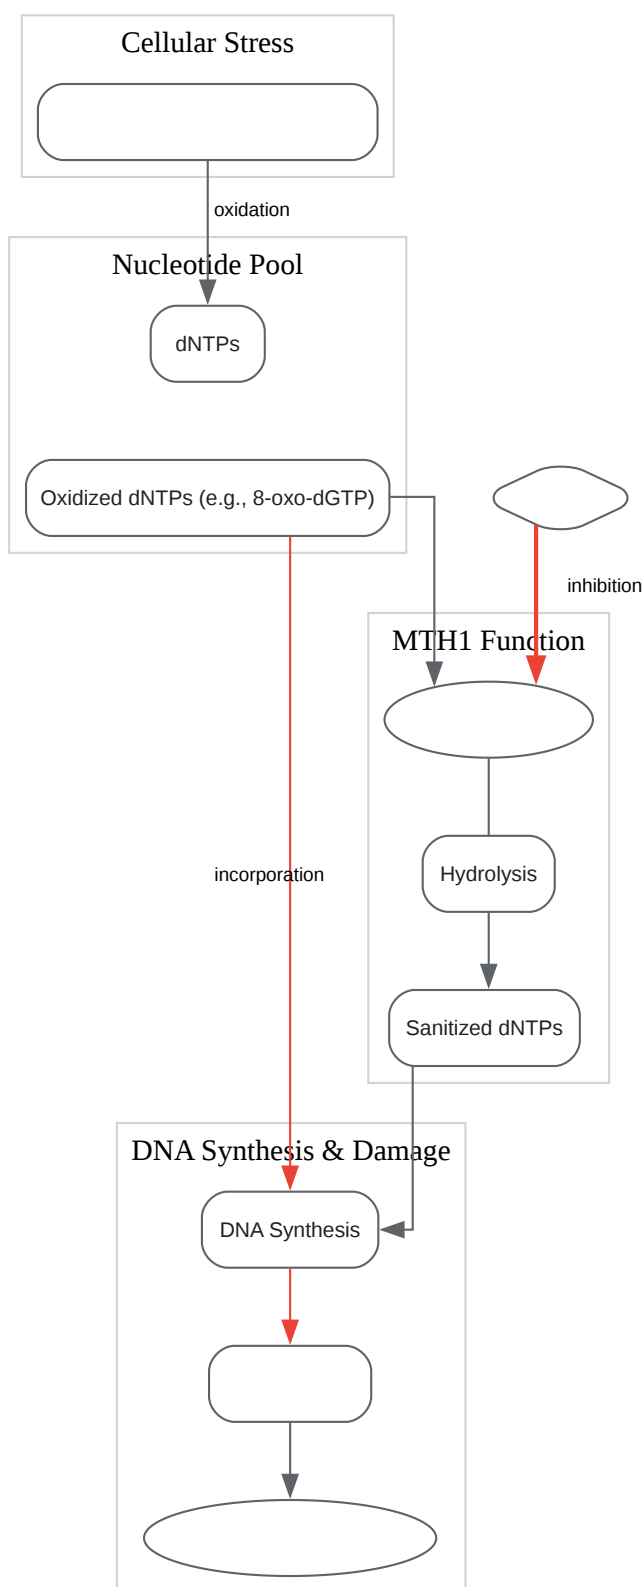 Cellular Stress
oxidation
Nucleotide Pool
dNTPs
Oxidized dNTPs (e.g., 8-oxo-dGTP)
inhibition
MTH1 Function
incorporation
Hydrolysis
Sanitized dNTPs
DNA Synthesis & Damage
DNA Synthesis